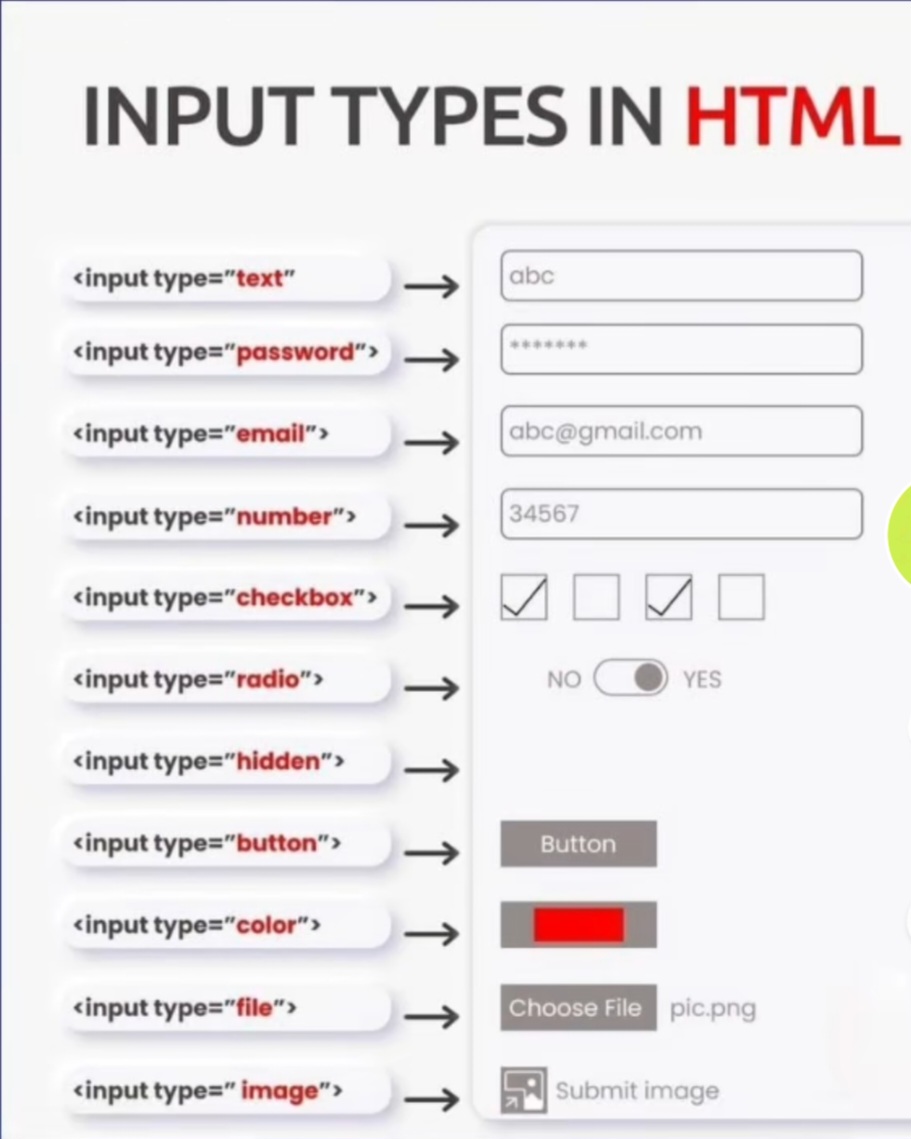 INPUT TYPES IN HTML
<input type="text"
abc
<input type="password">
*******
<input type="email">
abc@gmail.com
<input type="number">
34567
<input type="checkbox">
<input type="radio">
NO YES
<input type="hidden">
<input type="button">
Button
<input type="color">
<input type="file">
Choose File pic.png
<input type=" image">
Submit image